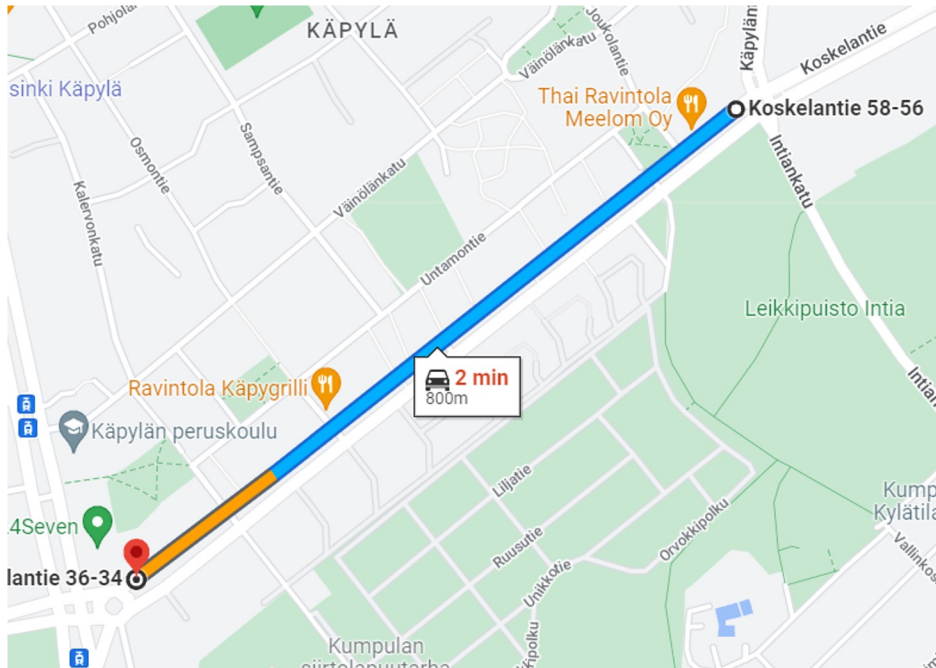 Pohjola
KÄPYLÄ
Väinölänkatu
Joukolantie
Käpylän
Koskelantie
sinki Käpylä
Thai Ravintola
Meelom Oy
Koskelantie 58-56
Osmontie
Sampsantie
Kalervonkatu
Väinölänkatu
Intiankatu
Untamontie
Leikkipuisto Intia
2 min
800m
Ravintola Käpygrilli
Käpylän peruskoulu
Intian
Liljatie
Kump
Kylätila
4Seven
Ruusutie
Orvokkipolku
Vallinkos
lantie 36-34
Unikkotie
Kumpulan
siirtolapuutarha